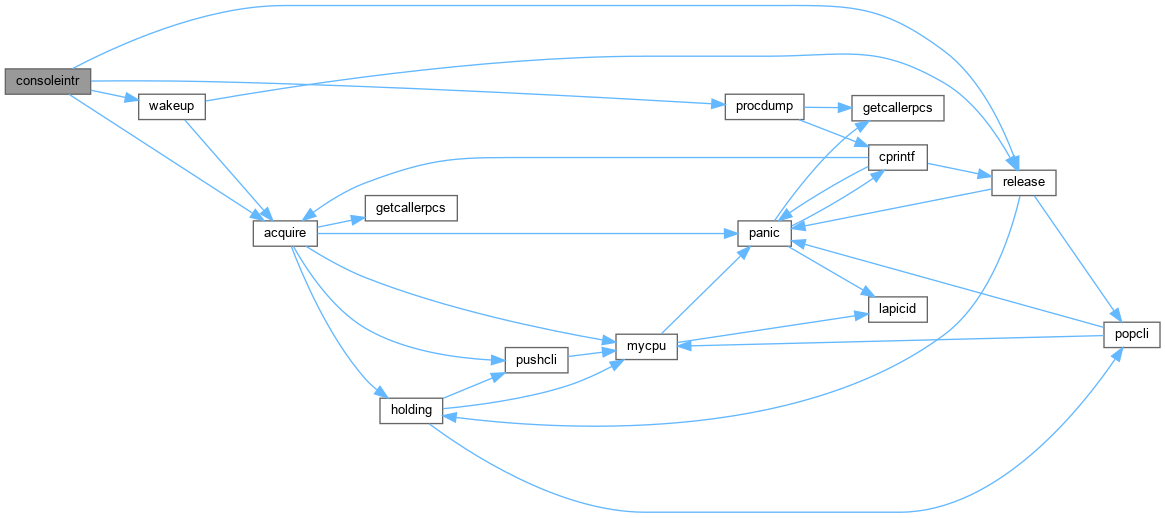 consoleintr
wakeup
procdump
getcallerpcs
cprintf
release
getcallerpcs
acquire
panic
lapicid
mycpu
popcli
pushcli
holding